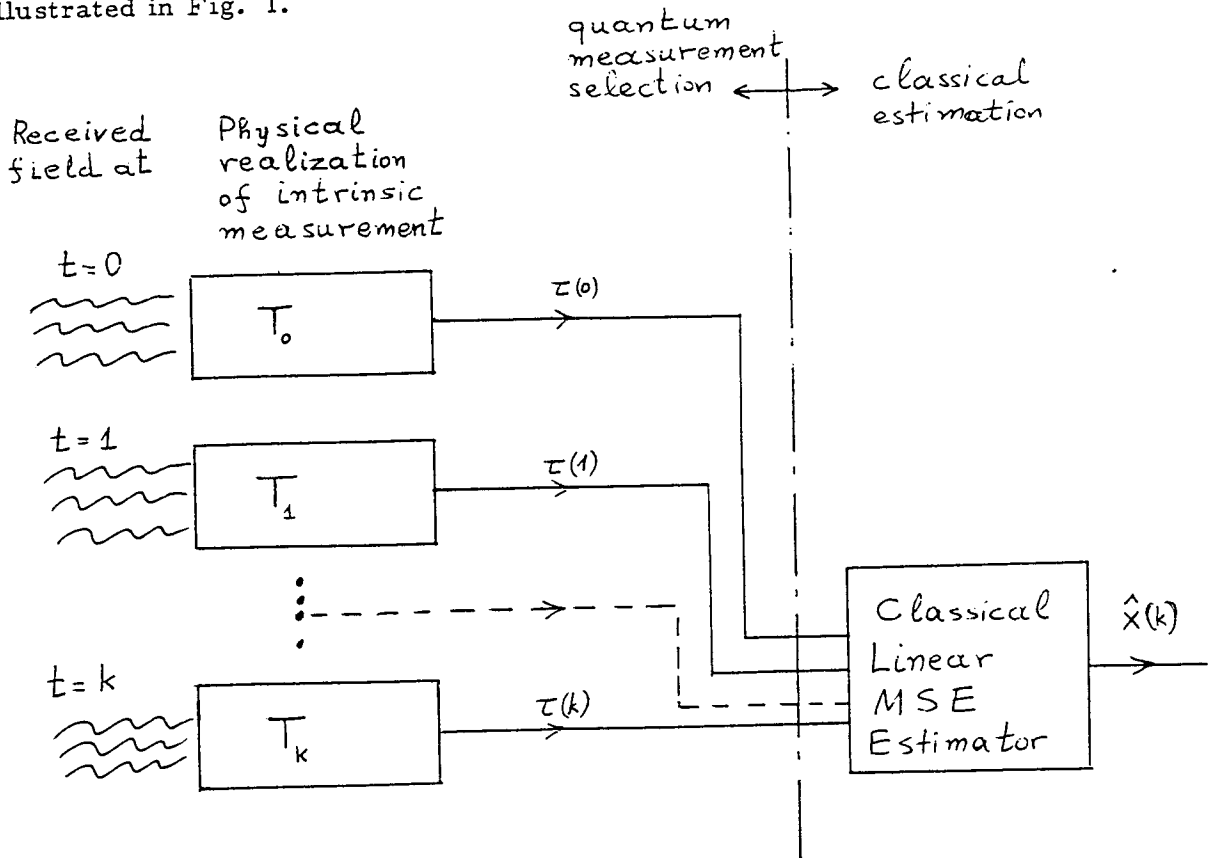 illustrated in Fig. 1.
quantum
measurement
selection
classical
estimation
Received
field at
Physical
realization
of intrinsic
measurement
t=0
T₀
τ(0)
t=1
T₁
τ(1)
t=k
T_k
τ(k)
Classical
Linear
MSE
Estimator
x̂(k)